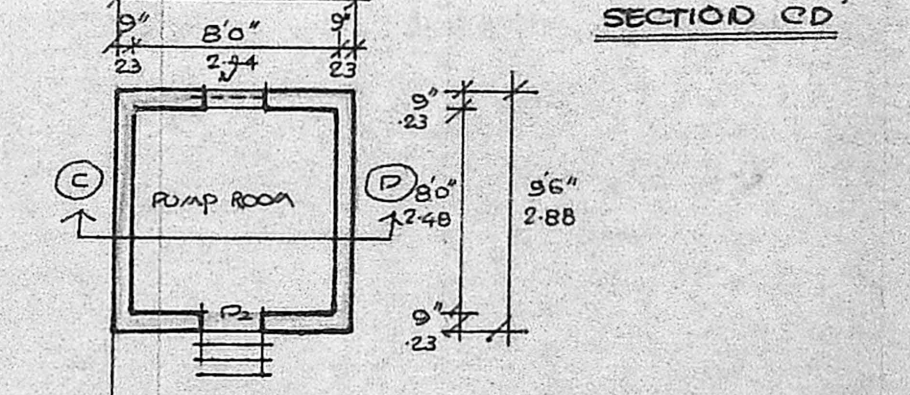 SECTION CD
9" 8'0" 9"
23 2.94 23
C
PUMP ROOM
D
D2
9"
.23
8'0"
2.48
9"
.23
9'6"
2.88